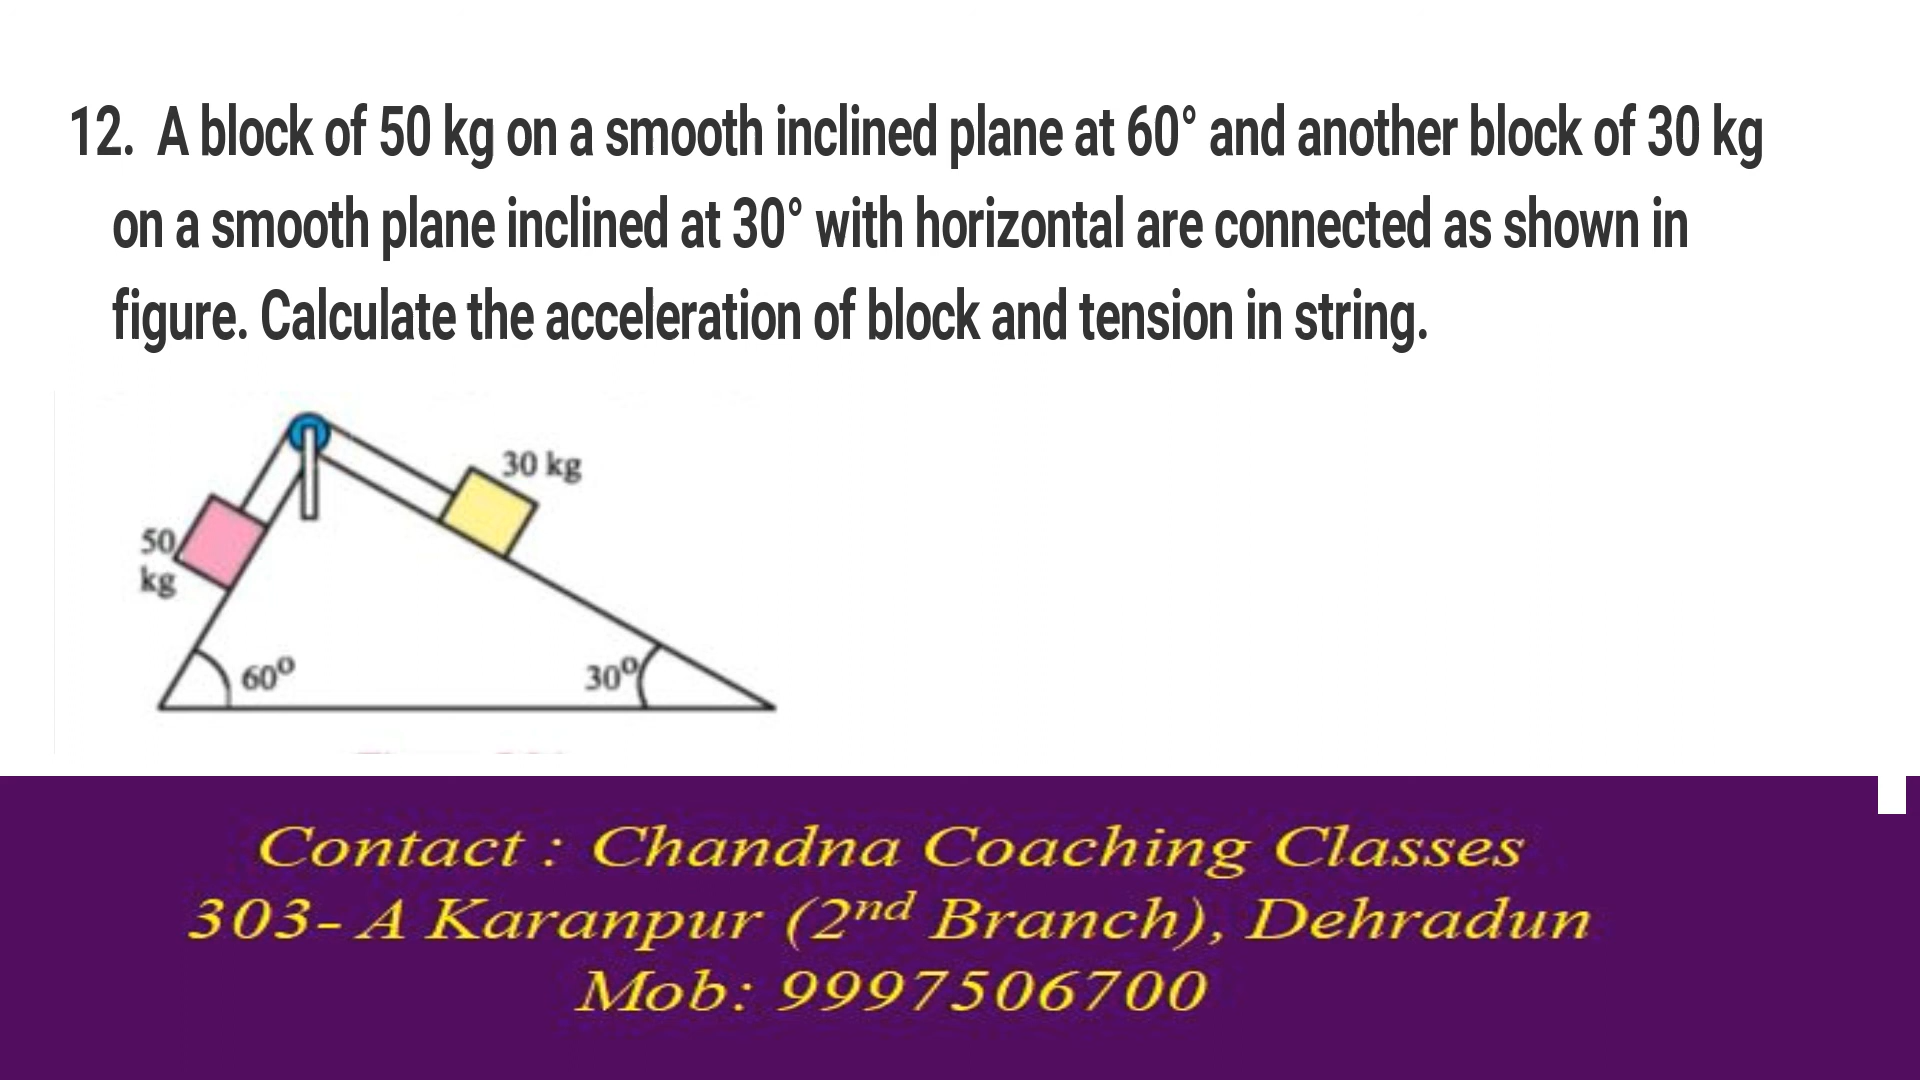 12. A block of 50 kg on a smooth inclined plane at 60° and another block of 30 kg
on a smooth plane inclined at 30° with horizontal are connected as shown in
figure. Calculate the acceleration of block and tension in string.
30 kg
50
kg
60⁰
30⁰
Contact : Chandna Coaching Classes
303- A Karanpur (2nd Branch), Dehradun
Mob: 9997506700